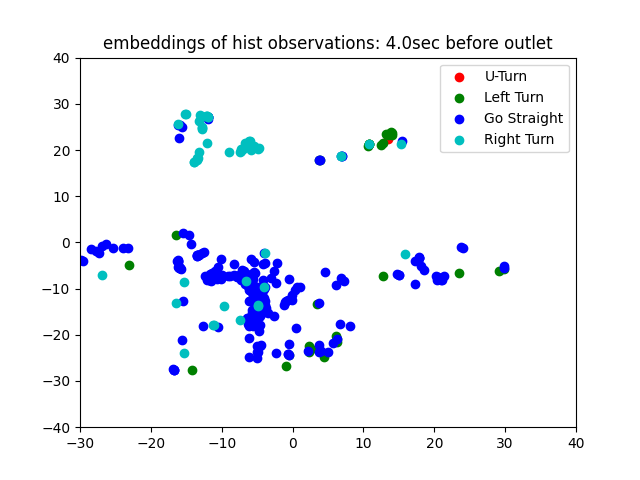 embeddings of hist observations: 4.0sec before outlet
U-Turn
Left Turn
Go Straight
Right Turn
40
30
20
10
0
−10
−20
−30
−40
−30 −20 −10 0 10 20 30 40